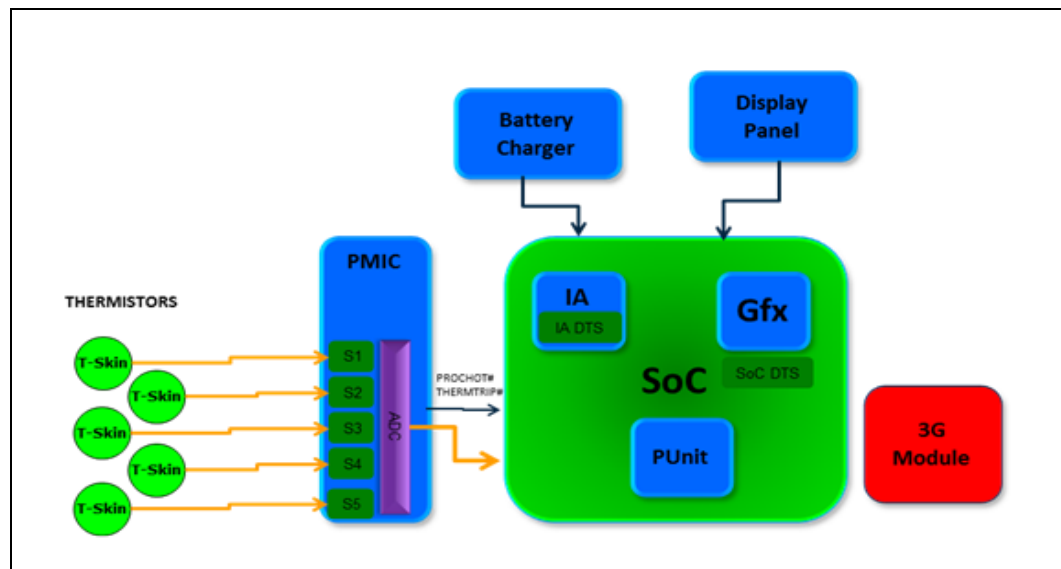 Battery
Charger
Display
Panel
PMIC
THERMISTORS
T-Skin
T-Skin
T-Skin
T-Skin
T-Skin
S1
S2
S3
S4
S5
ADC
PROCHOT#
THERMTRIP#
IA
IA DTS
Gfx
SoC DTS
SoC
PUnit
3G
Module